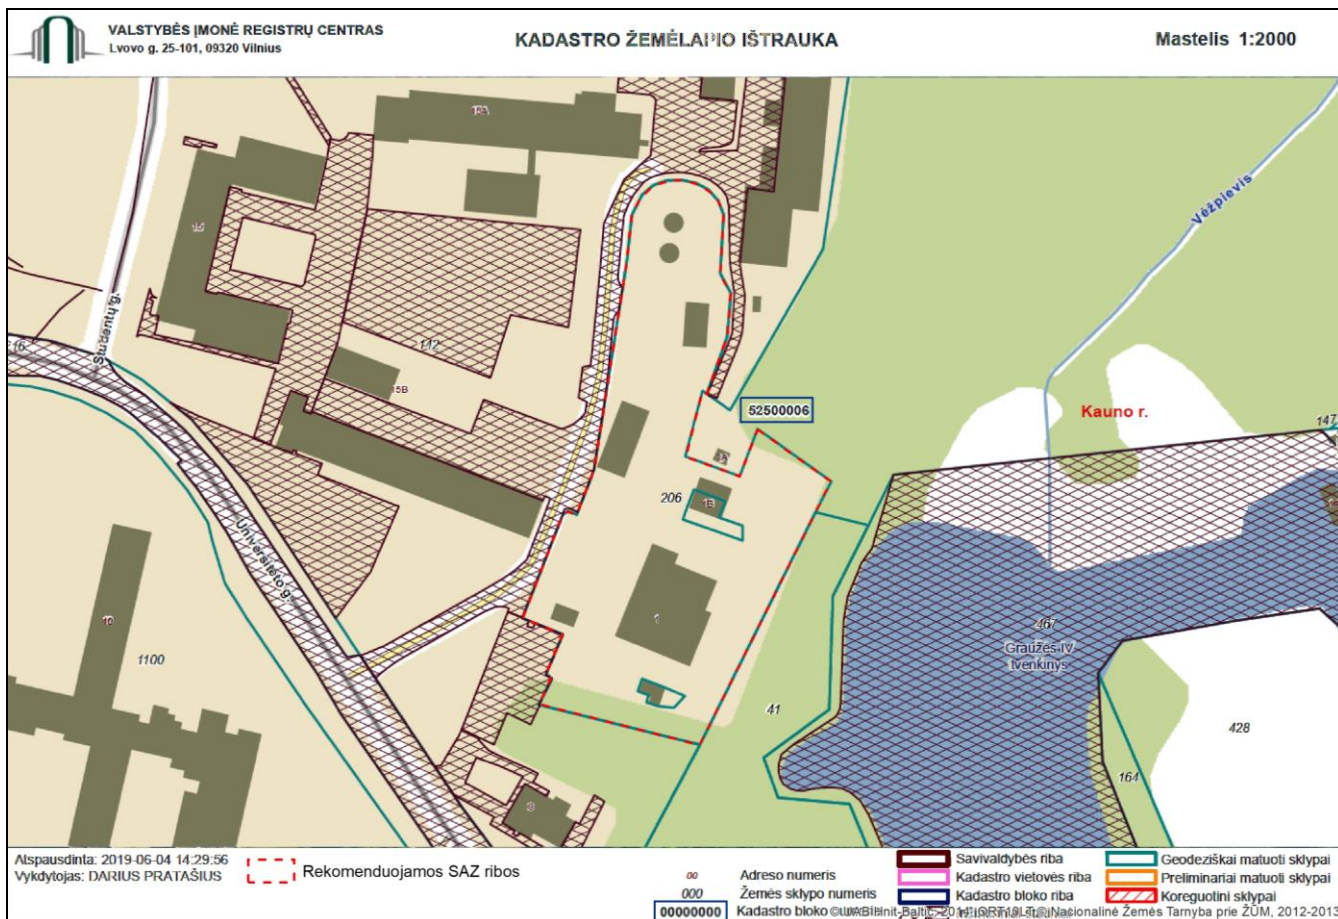 VALSTYBĖS ĮMONĖ REGISTRŲ CENTRAS
Lvovo g. 25-101, 09320 Vilnius
KADASTRO ŽEMĖLAPIO IŠTRAUKA
Mastelis 1:2000
15A
Vėžpievis
15
Studentų g.
16
142
15B
52500006
Kauno r.
147
206
1B
Universiteto g.
10
1100
1
467
Graužės IV
tvenkinys
41
428
164
Atspausdinta: 2019-06-04 14:29:56
Vykdytojas: DARIUS PRATAŠIUS
Rekomenduojamos SAZ ribos
00 Adreso numeris
000 Žemės sklypo numeris
00000000 Kadastro bloko
Savivaldybės riba
Kadastro vietovės riba
Kadastro bloko riba
Geodeziškai matuoti sklypai
Preliminariai matuoti sklypai
Koreguotini sklypai
Nacionalinė Žemės Tarnyba prie ŽŪM, 2012-2013